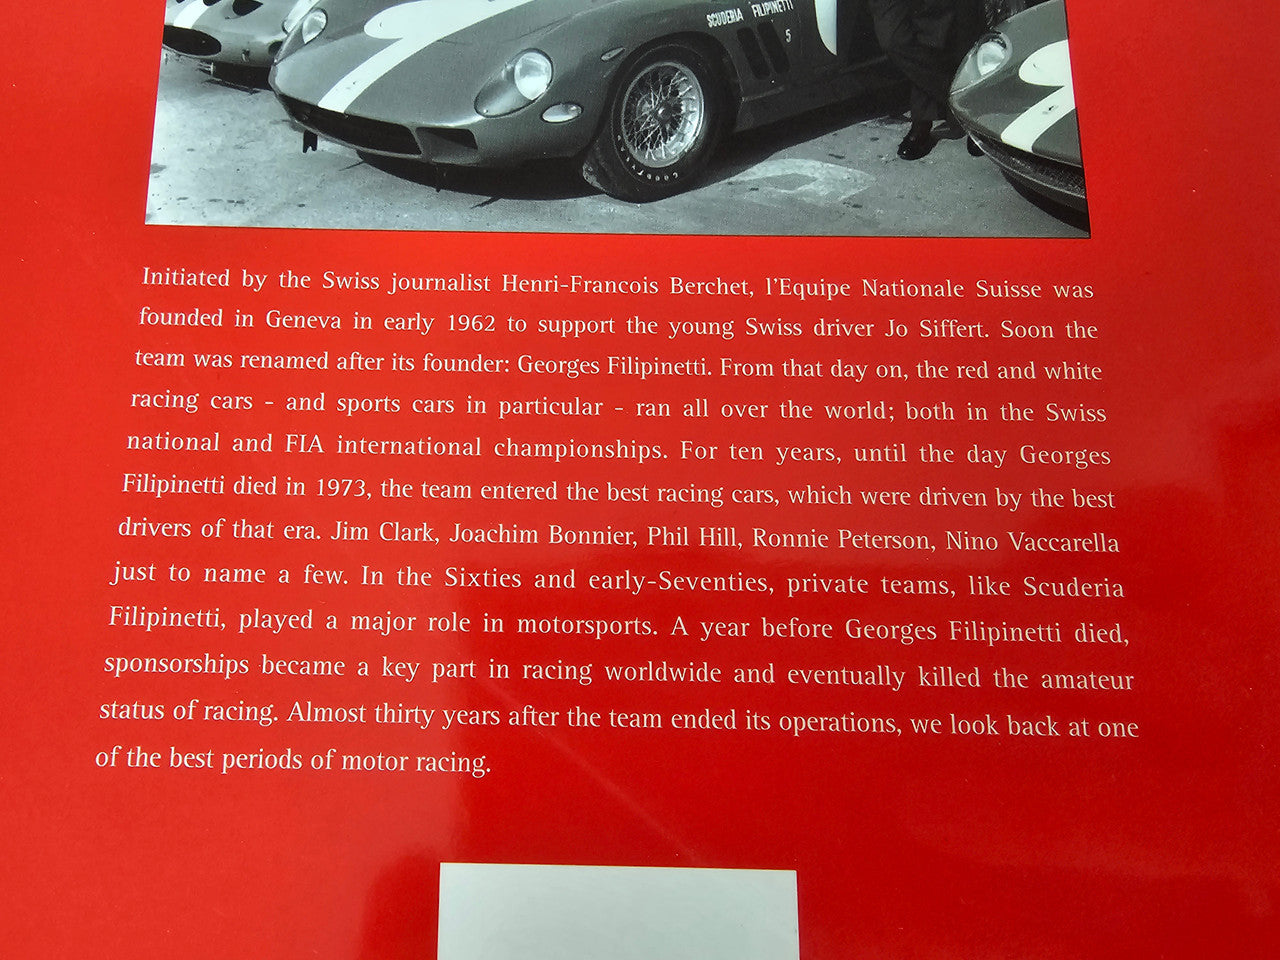 SCUDERIA FILIPINETTI
5
GOODYEAR
Initiated by the Swiss journalist Henri-Francois Berchet, l'Equipe Nationale Suisse was
founded in Geneva in early 1962 to support the young Swiss driver Jo Siffert. Soon the
team was renamed after its founder: Georges Filipinetti. From that day on, the red and white
racing cars - and sports cars in particular - ran all over the world; both in the Swiss
national and FIA international championships. For ten years, until the day Georges
Filipinetti died in 1973, the team entered the best racing cars, which were driven by the best
drivers of that era. Jim Clark, Joachim Bonnier, Phil Hill, Ronnie Peterson, Nino Vaccarella
just to name a few. In the Sixties and early-Seventies, private teams, like Scuderia
Filipinetti, played a major role in motorsports. A year before Georges Filipinetti died,
sponsorships became a key part in racing worldwide and eventually killed the amateur
status of racing. Almost thirty years after the team ended its operations, we look back at one
of the best periods of motor racing.